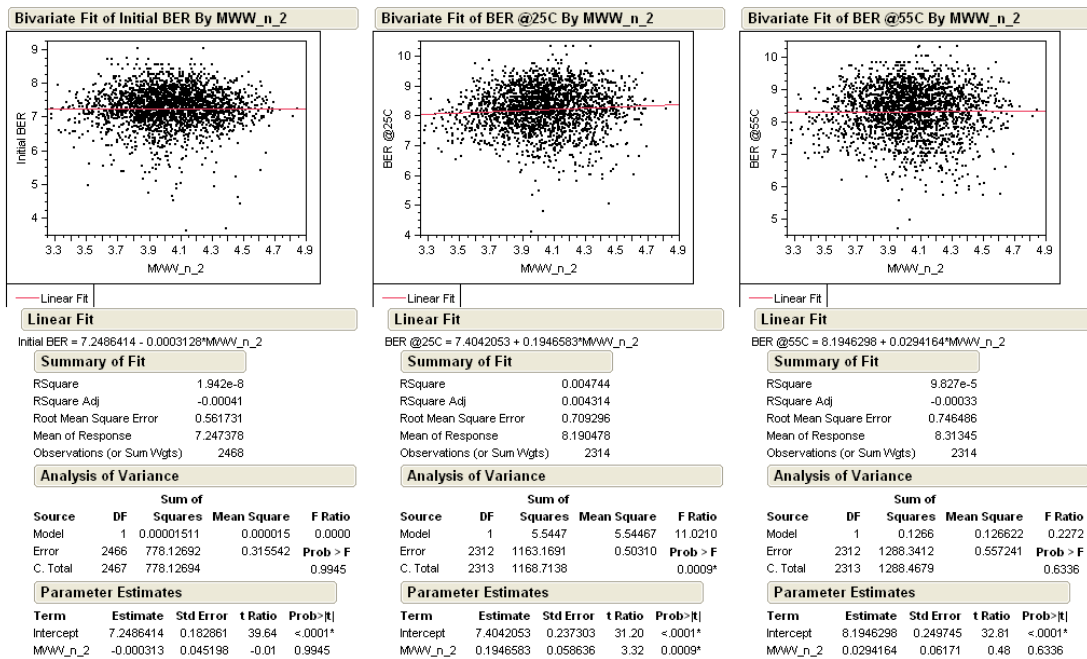 Bivariate Fit of Initial BER By MWW_n_2
9
8
7
6
5
4
Initial BER
3.3 3.5 3.7 3.9 4.1 4.3 4.5 4.7 4.9
MWW_n_2
Linear Fit
Linear Fit
Initial BER = 7.2486414 - 0.0003128*MWW_n_2
Summary of Fit
RSquare 1.942e-8
RSquare Adj -0.00041
Root Mean Square Error 0.561731
Mean of Response 7.247378
Observations (or Sum Wgts) 2468
Analysis of Variance
Sum of
Source DF Squares Mean Square F Ratio
Model 1 0.00001511 0.000015 0.0000
Error 2466 778.12692 0.315542 Prob > F
C. Total 2467 778.12694 0.9945
Parameter Estimates
Term Estimate Std Error t Ratio Prob>|t|
Intercept 7.2486414 0.182861 39.64 <.0001*
MWW_n_2 -0.000313 0.045198 -0.01 0.9945
Bivariate Fit of BER @25C By MWW_n_2
10
9
8
7
6
5
4
BER @25C
3.3 3.5 3.7 3.9 4.1 4.3 4.5 4.7 4.9
MWW_n_2
Linear Fit
Linear Fit
BER @25C = 7.4042053 + 0.1946583*MWW_n_2
Summary of Fit
RSquare 0.004744
RSquare Adj 0.004314
Root Mean Square Error 0.709296
Mean of Response 8.190478
Observations (or Sum Wgts) 2314
Analysis of Variance
Sum of
Source DF Squares Mean Square F Ratio
Model 1 5.5447 5.54467 11.0210
Error 2312 1163.1691 0.50310 Prob > F
C. Total 2313 1168.7138 0.0009*
Parameter Estimates
Term Estimate Std Error t Ratio Prob>|t|
Intercept 7.4042053 0.237303 31.20 <.0001*
MWW_n_2 0.1946583 0.058636 3.32 0.0009*
Bivariate Fit of BER @55C By MWW_n_2
10
9
8
7
6
5
BER @55C
3.3 3.5 3.7 3.9 4.1 4.3 4.5 4.7 4.9
MWW_n_2
Linear Fit
Linear Fit
BER @55C = 8.1946298 + 0.0294164*MWW_n_2
Summary of Fit
RSquare 9.827e-5
RSquare Adj -0.00033
Root Mean Square Error 0.746486
Mean of Response 8.31345
Observations (or Sum Wgts) 2314
Analysis of Variance
Sum of
Source DF Squares Mean Square F Ratio
Model 1 0.1266 0.126622 0.2272
Error 2312 1288.3412 0.557241 Prob > F
C. Total 2313 1288.4679 0.6336
Parameter Estimates
Term Estimate Std Error t Ratio Prob>|t|
Intercept 8.1946298 0.249745 32.81 <.0001*
MWW_n_2 0.0294164 0.06171 0.48 0.6336